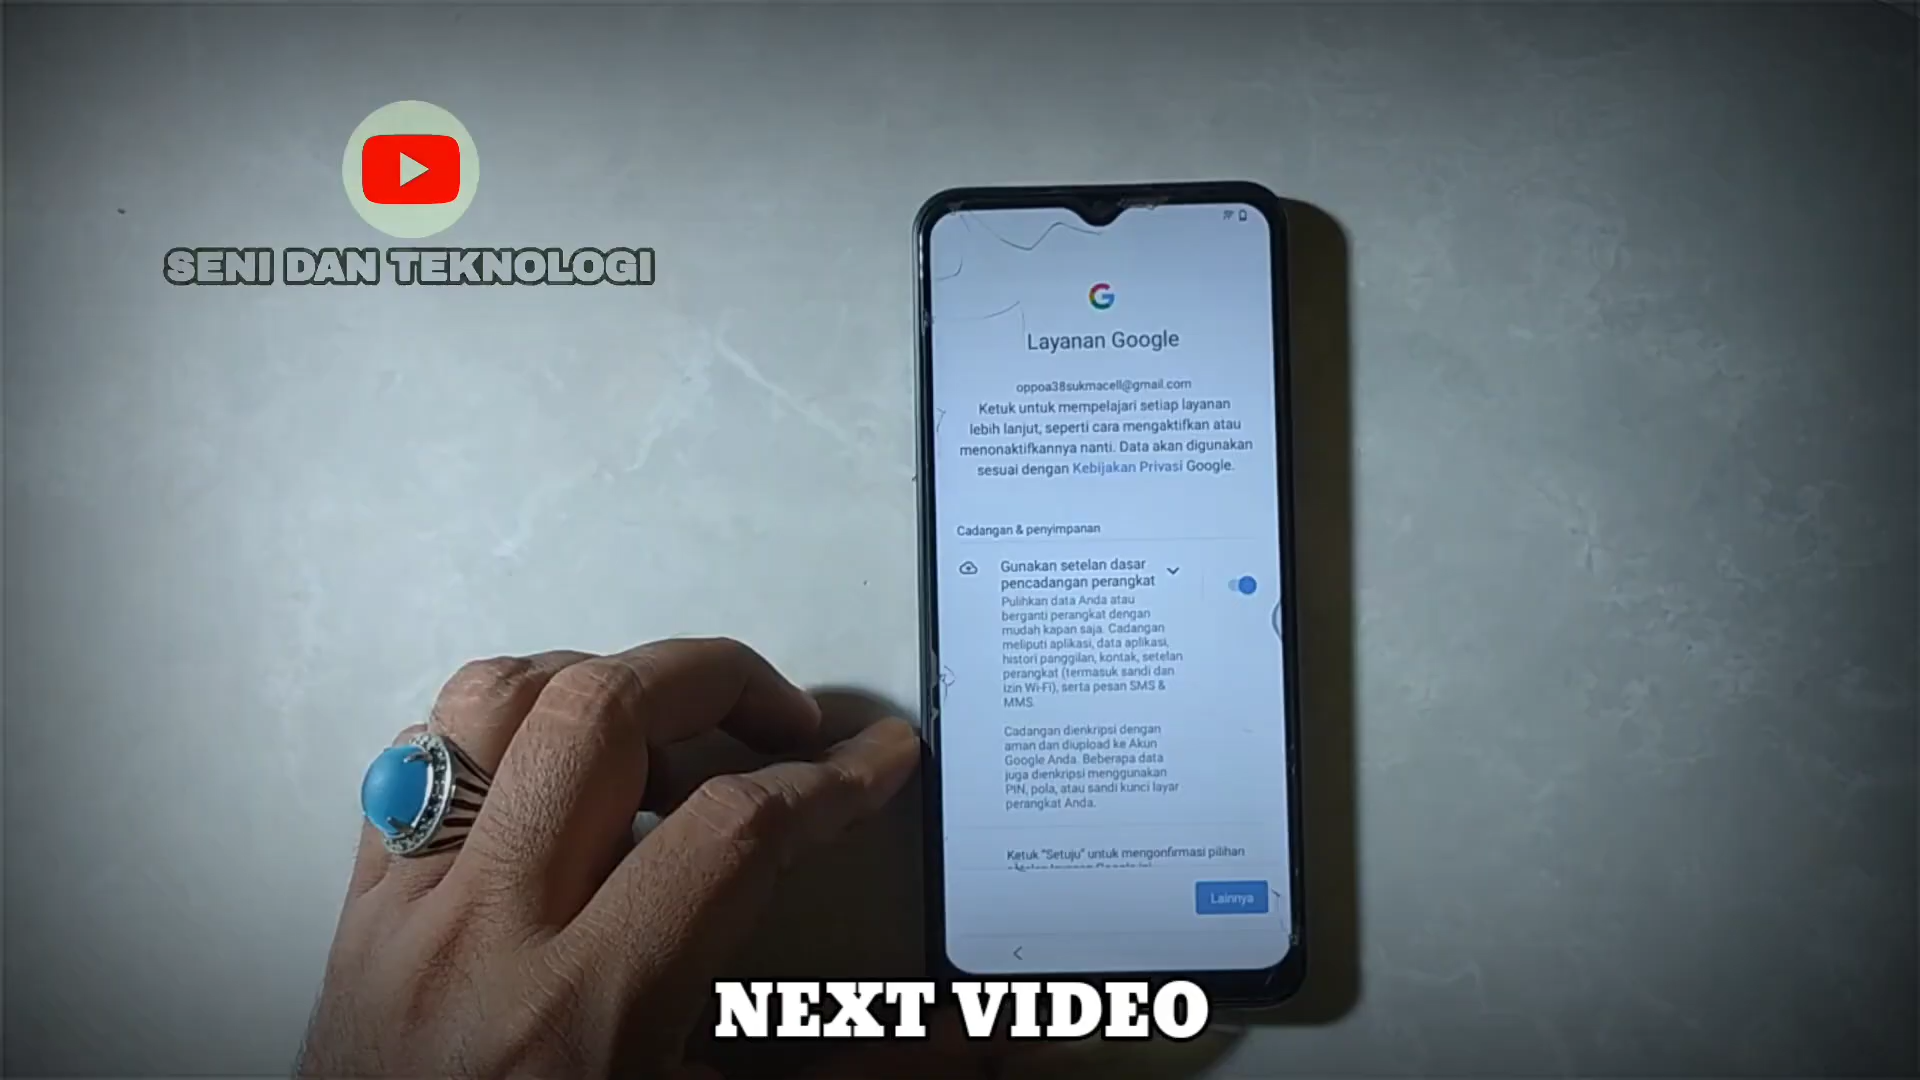 SENI DAN TEKNOLOGI
Layanan Google
oppoa38sukmacell@gmail.com
Ketuk untuk mempelajari setiap layanan
lebih lanjut, seperti cara mengaktifkan atau
menonaktifkannya nanti. Data akan digunakan
sesuai dengan Kebijakan Privasi Google.
Cadangan & penyimpanan
Gunakan setelan dasar
pencadangan perangkat
Pulihkan data Anda atau
berganti perangkat dengan
mudah kapan saja. Cadangan
meliputi aplikasi, data aplikasi,
histori panggilan, kontak, setelan
perangkat (termasuk sandi dan
izin Wi-Fi), serta pesan SMS &
MMS.
Cadangan dienkripsi dengan
aman dan diupload ke Akun
Google Anda. Beberapa data
juga dienkripsi menggunakan
PIN, pola, atau sandi kunci layar
perangkat Anda.
Ketuk "Setuju" untuk mengonfirmasi pilihan
Lainnya
NEXT VIDEO